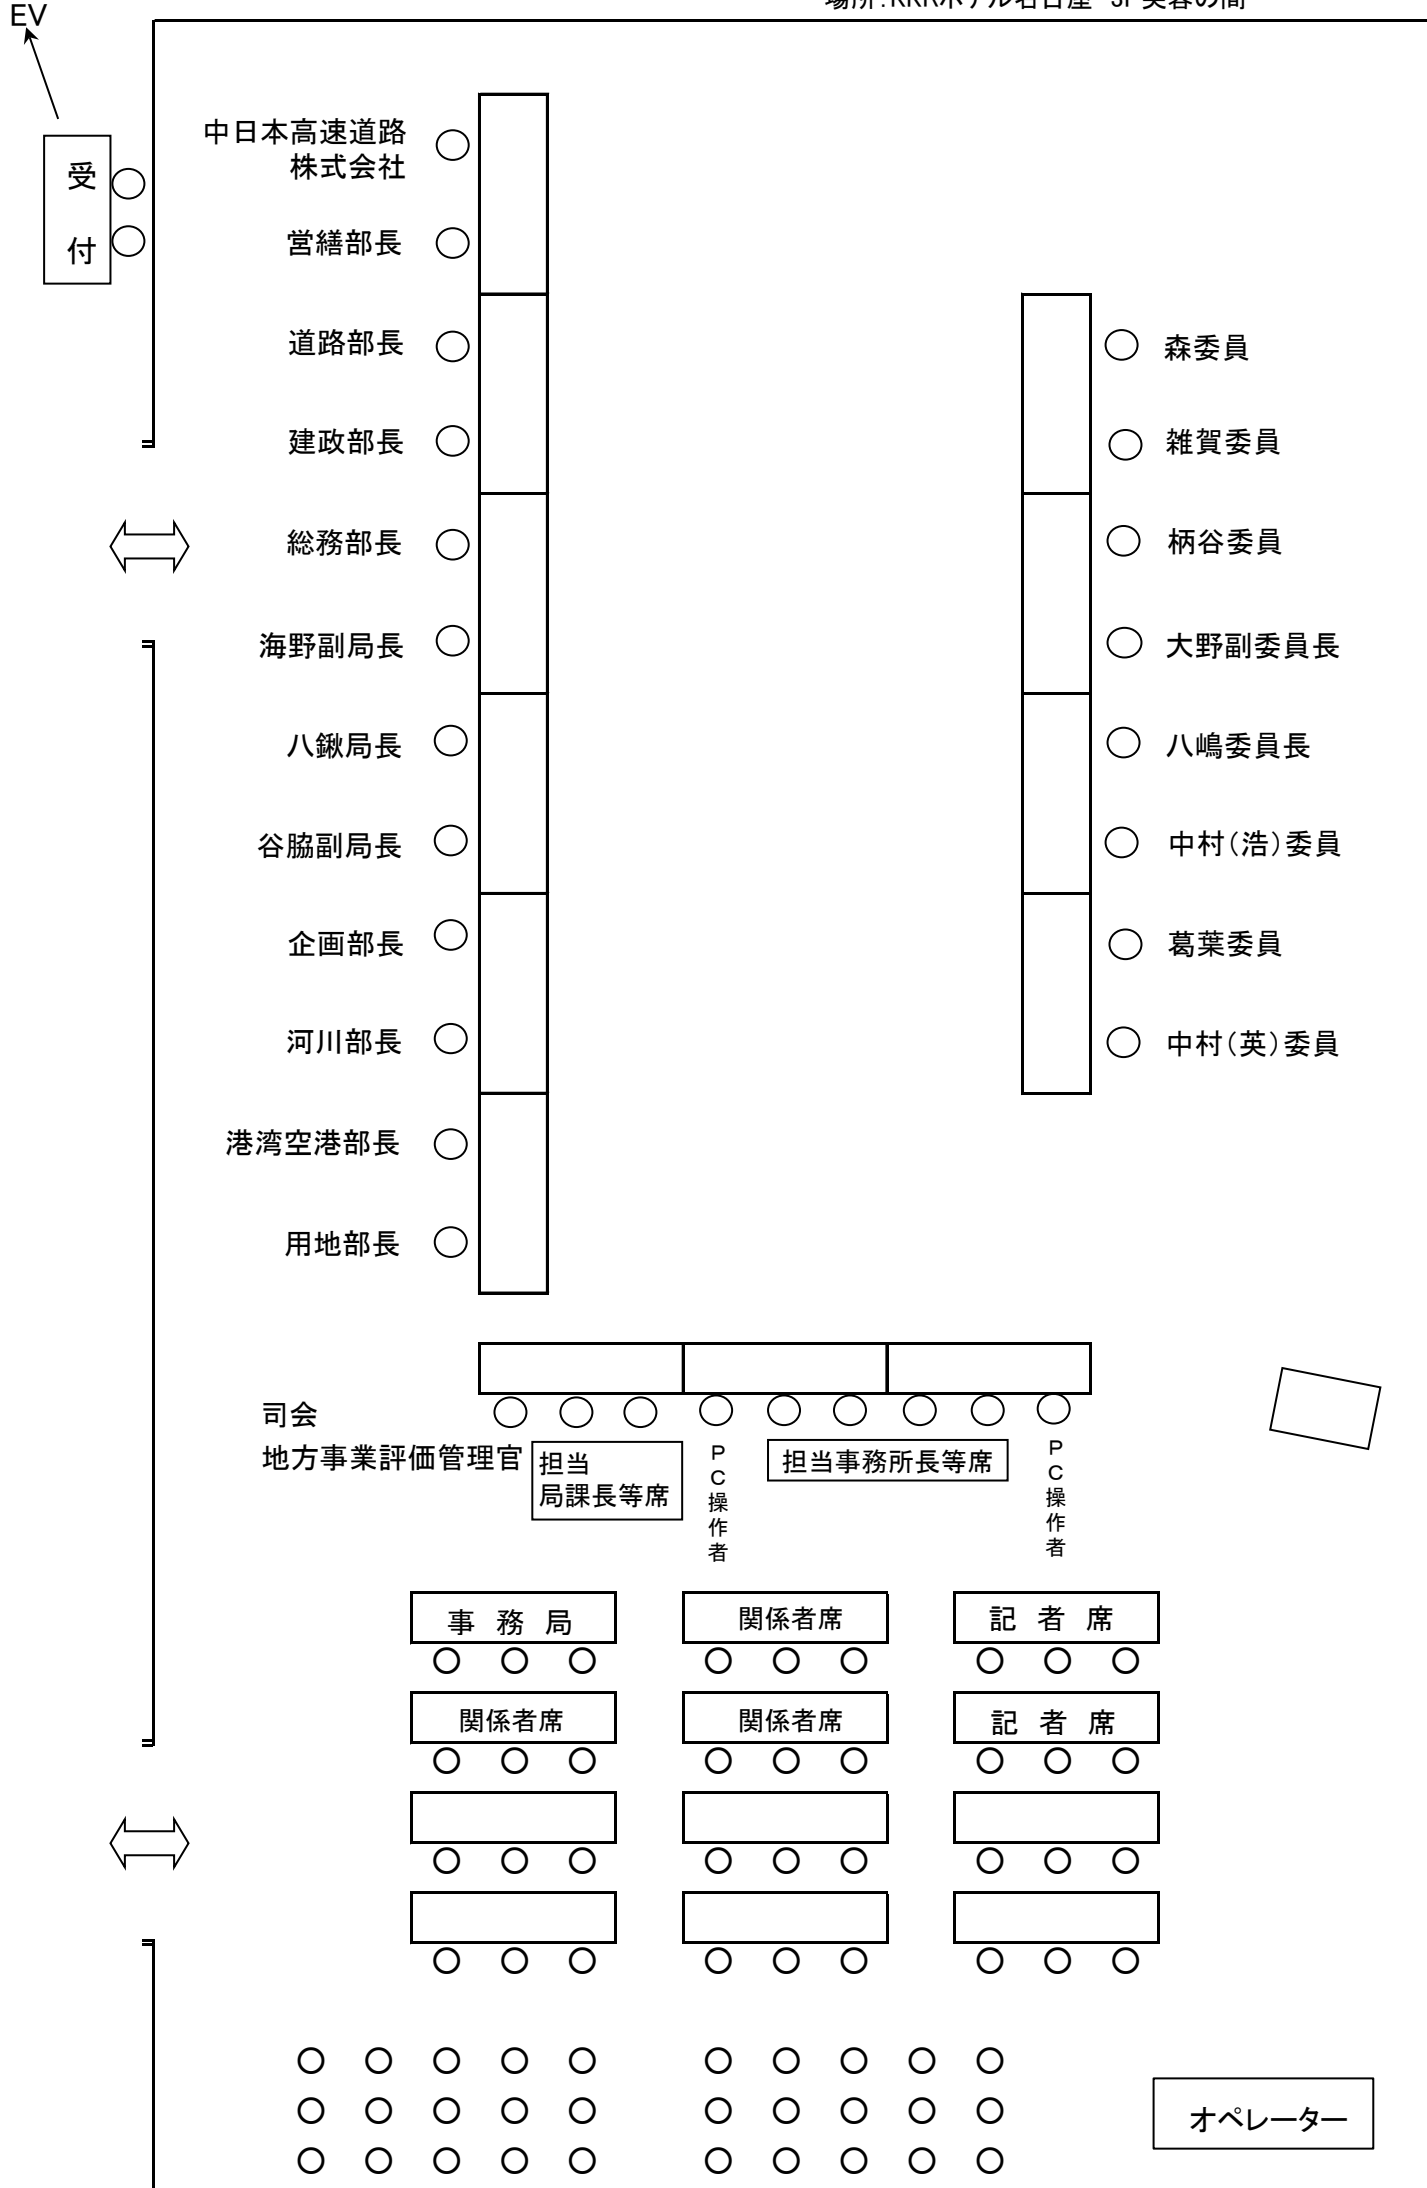 EV
受
付
中日本高速道路
株式会社
営繕部長
道路部長
建政部長
総務部長
海野副局長
八鍬局長
谷脇副局長
企画部長
河川部長
港湾空港部長
用地部長
森委員
雑賀委員
柄谷委員
大野副委員長
八嶋委員長
中村(浩)委員
葛葉委員
中村(英)委員
司会
地方事業評価管理官
担当
局課長等席
PC操作者
担当事務所長等席
PC操作者
事 務 局
関係者席
記 者 席
関係者席
関係者席
記 者 席
オペレーター